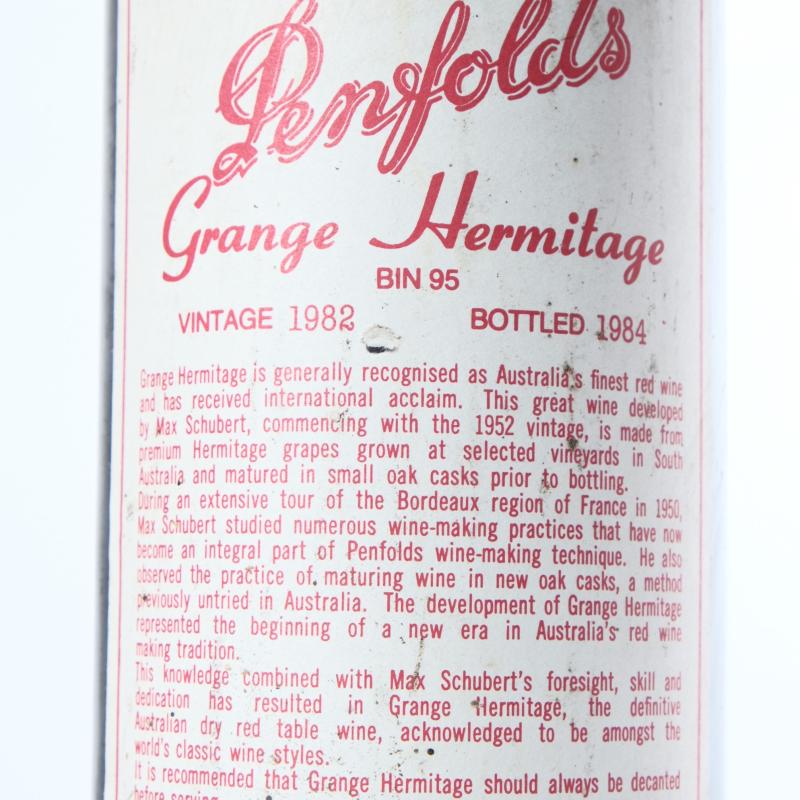 Penfolds
Grange Hermitage
BIN 95
VINTAGE 1982 BOTTLED 1984
Grange Hermitage is generally recognised as Australia's finest red wine
and has received international acclaim. This great wine developed
by Max Schubert, commencing with the 1952 vintage, is made from
premium Hermitage grapes grown at selected vineyards in South
Australia and matured in small oak casks prior to bottling.
During an extensive tour of the Bordeaux region of France in 1950,
Max Schubert studied numerous wine-making practices that have now
become an integral part of Penfolds wine-making technique. He also
observed the practice of maturing wine in new oak casks, a method
previously untried in Australia. The development of Grange Hermitage
represented the beginning of a new era in Australia's red wine
making tradition.
This knowledge combined with Max Schubert's foresight, skill and
dedication has resulted in Grange Hermitage, the definitive
Australian dry red table wine, acknowledged to be amongst the
world's classic wine styles.
It is recommended that Grange Hermitage should always be decanted
before serving